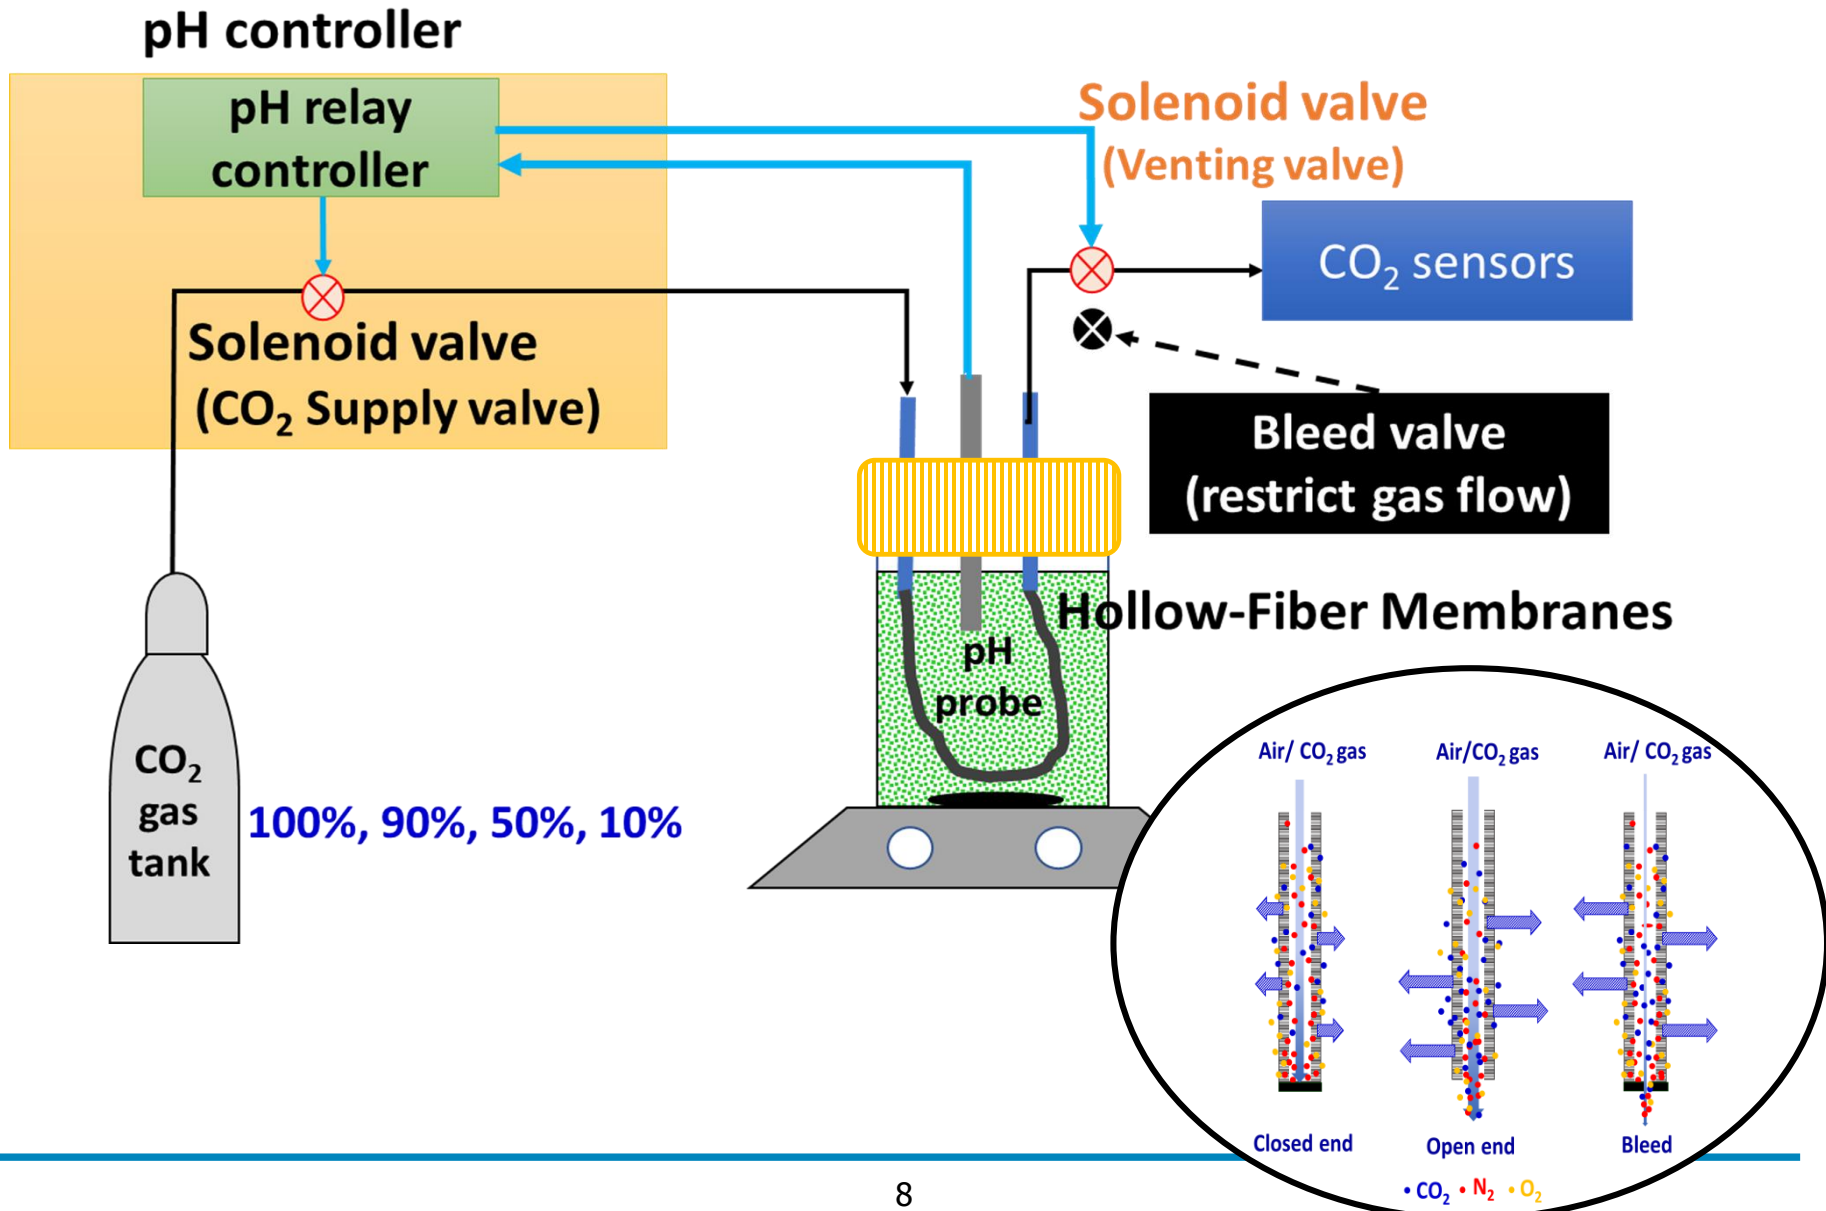 pH controller
pH relay
controller
Solenoid valve
(Venting valve)
CO₂ sensors
Solenoid valve
(CO₂ Supply valve)
Bleed valve
(restrict gas flow)
Hollow-Fiber Membranes
pH
probe
CO₂
gas
tank
100%, 90%, 50%, 10%
Air/ CO₂ gas
Air/CO₂ gas
Air/ CO₂ gas
Closed end
Open end
Bleed
• CO₂ • N₂ • O₂
8